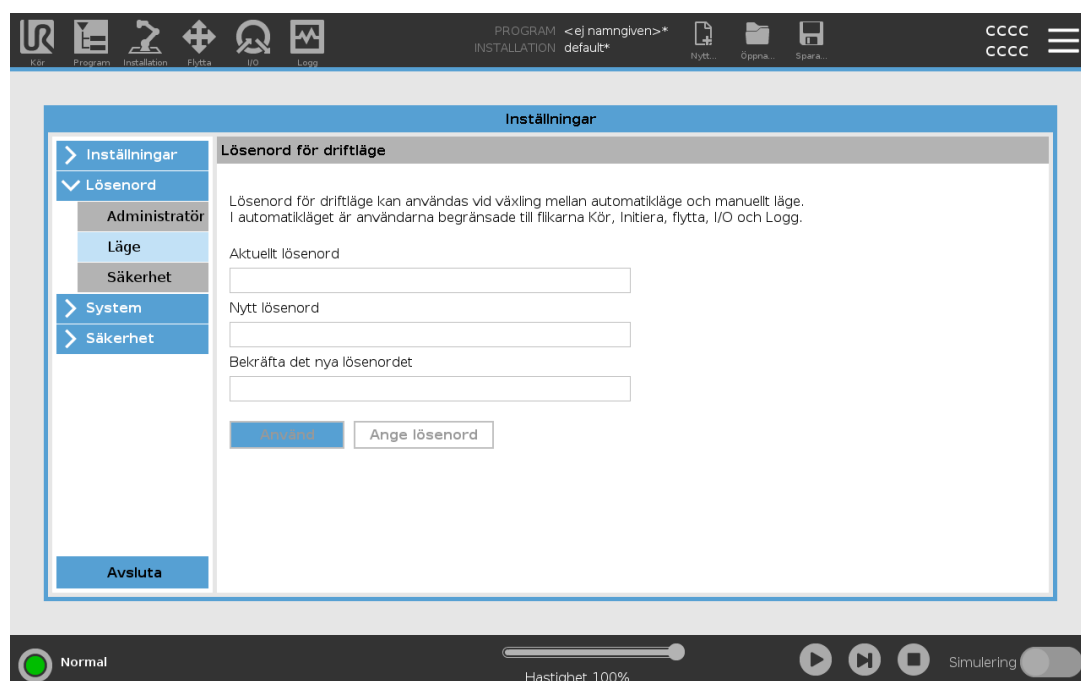 PROGRAM <ej namngiven>*
INSTALLATION default*
cccc
cccc
Kör
Program
Installation
Flytta
I/O
Logg
Nytt...
Öppna...
Spara...
Inställningar
Inställningar
Lösenord
Administratör
Läge
Säkerhet
System
Säkerhet
Avsluta
Lösenord för driftläge
Lösenord för driftläge kan användas vid växling mellan automatikläge och manuellt läge.
I automatikläget är användarna begränsade till flikarna Kör, Initiera, flytta, I/O och Logg.
Aktuellt lösenord
Nytt lösenord
Bekräfta det nya lösenordet
Använd
Ange lösenord
Normal
Hastighet 100%
Simulering